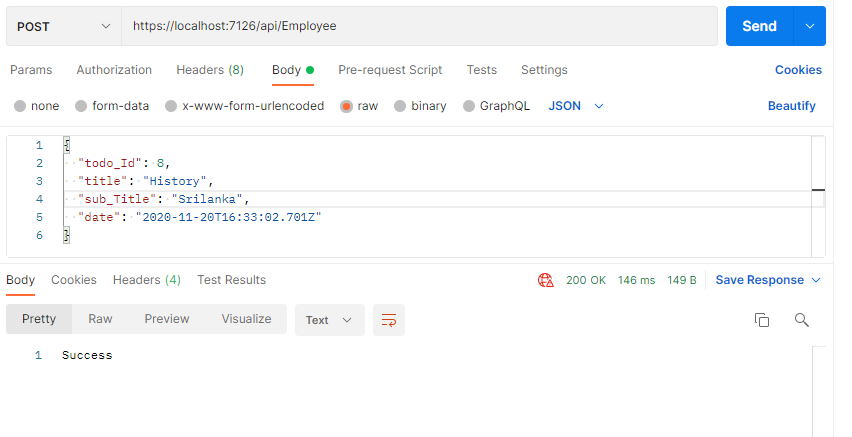 POST https://localhost:7126/api/Employee Send
Params Authorization Headers (8) Body Pre-request Script Tests Settings Cookies
none form-data x-www-form-urlencoded raw binary GraphQL JSON Beautify
1 {
2 "todo_Id": 8,
3 "title": "History",
4 "sub_Title": "Srilanka",
5 "date": "2020-11-20T16:33:02.701Z"
6 }
Body Cookies Headers (4) Test Results 200 OK 146 ms 149 B Save Response
Pretty Raw Preview Visualize Text
1 Success